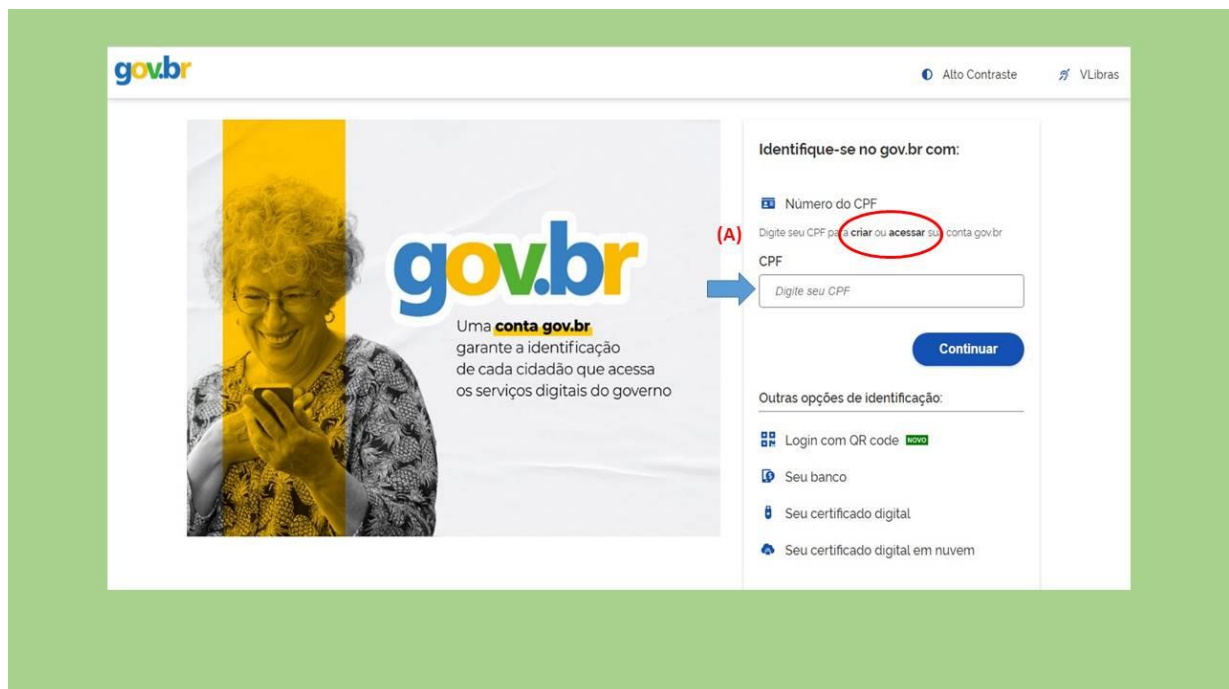 gov.br
Alto Contraste
VLibras
gov.br
Uma conta gov.br
garante a identificação
de cada cidadão que acessa
os serviços digitais do governo
Identifique-se no gov.br com:
Número do CPF
(A)
Digite seu CPF para criar ou acessar sua conta gov.br
CPF
Digite seu CPF
Continuar
Outras opções de identificação:
Login com QR code NOVO
Seu banco
Seu certificado digital
Seu certificado digital em nuvem